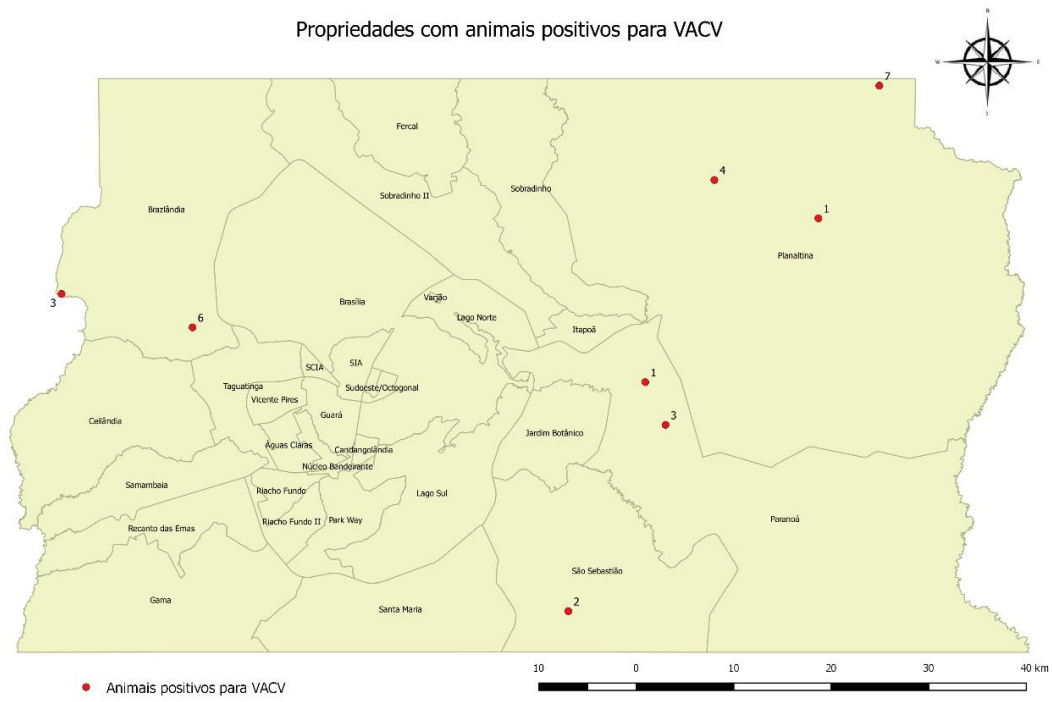 Propriedades com animais positivos para VACV
N
W
E
7
Fercal
4
Sobradinho
Sobradinho II
Brazlândia
1
Planaltina
3
Varjão
Brasília
6
Lago Norte
Itapoã
SCIA
SIA
1
Taguatinga
Sudoeste/Octogonal
Vicente Pires
Guará
3
Ceilândia
Jardim Botânico
Águas Claras
Candangolândia
Núcleo Bandeirante
Samambaia
Riacho Fundo
Lago Sul
Riacho Fundo II
Park Way
Paranoá
Recanto das Emas
São Sebastião
Gama
2
Santa Maria
10 0 10 20 30 40 km
Animais positivos para VACV